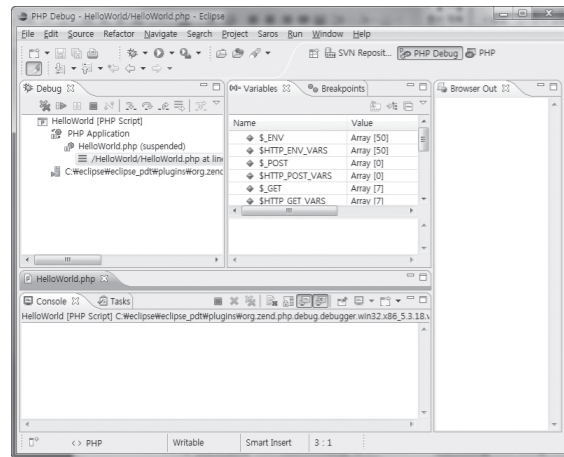 PHP Debug - HelloWorld/HelloWorld.php - Eclipse
File Edit Source Refactor Navigate Search Project Saros Run Window Help
SVN Reposit... PHP Debug PHP
Debug
HelloWorld [PHP Script]
PHP Application
HelloWorld.php (suspended)
/HelloWorld/HelloWorld.php at line
C:₩eclipse₩eclipse_pdt₩plugins₩org.zend
(x)= Variables Breakpoints
Name Value
$_ENV Array [50]
$HTTP_ENV_VARS Array [50]
$_POST Array [0]
$HTTP_POST_VARS Array [0]
$_GET Array [7]
$HTTP_GET_VARS Array [7]
Browser Out
HelloWorld.php
Console Tasks
HelloWorld [PHP Script] C:₩eclipse₩eclipse_pdt₩plugins₩org.zend.php.debug.debugger.win32.x86_5.3.18.v
<> PHP Writable Smart Insert 3 : 1